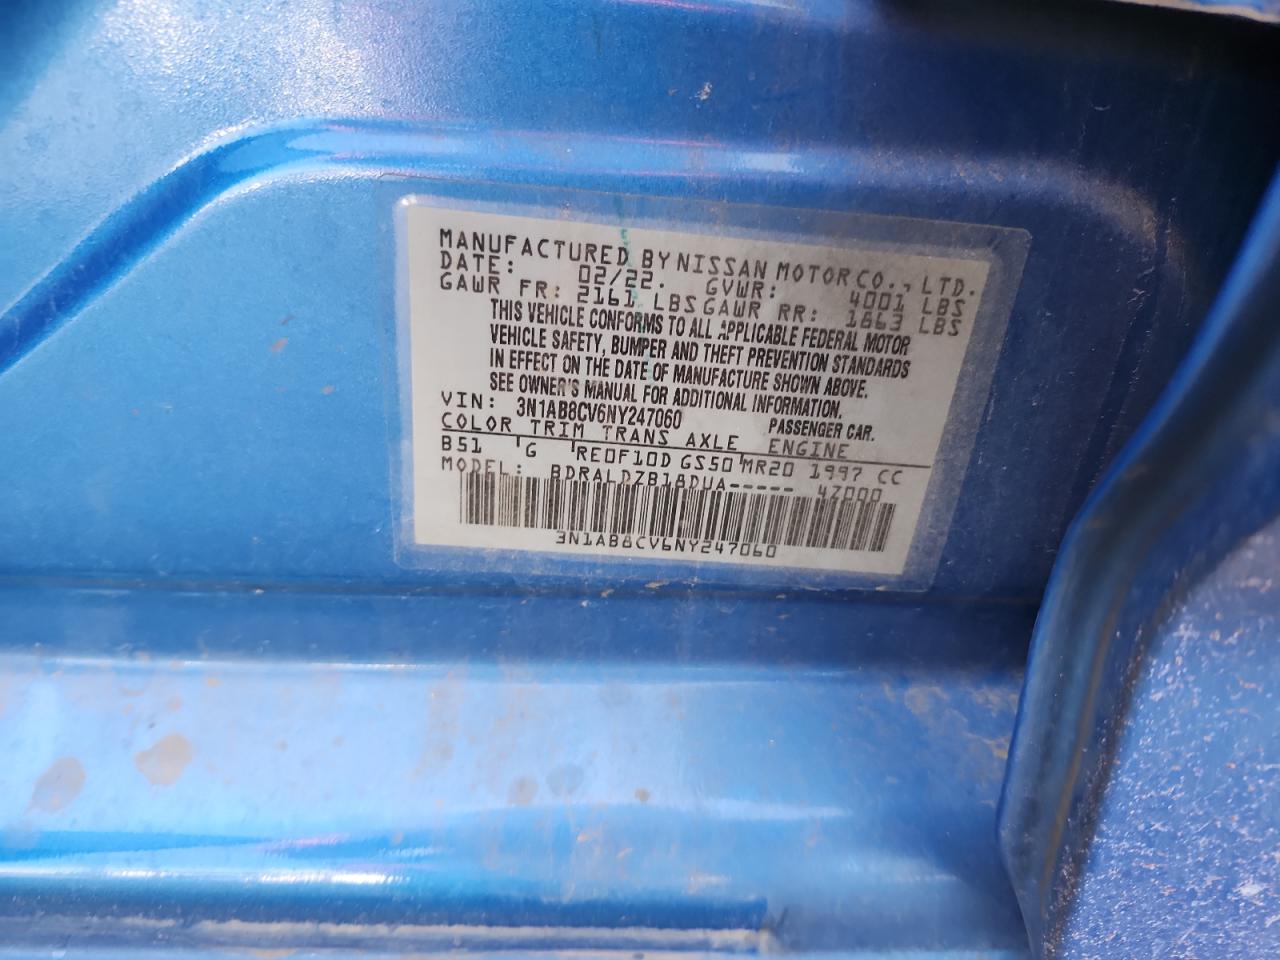 MANUFACTURED BY NISSAN MOTOR CO., LTD.
DATE: 02/22. GVWR: 4001 LBS
GAWR FR: 2161 LBS GAWR RR: 1863 LBS
THIS VEHICLE CONFORMS TO ALL APPLICABLE FEDERAL MOTOR
VEHICLE SAFETY, BUMPER AND THEFT PREVENTION STANDARDS
IN EFFECT ON THE DATE OF MANUFACTURE SHOWN ABOVE.
SEE OWNER'S MANUAL FOR ADDITIONAL INFORMATION.
VIN: 3N1AB8CV6NY247060 PASSENGER CAR.
COLOR TRIM TRANS AXLE ENGINE
B51 G RE0F10D GS50 MR20 1997 CC
MODEL: BDRALDZB18DUA----- 4Z000
3N1AB8CV6NY247060